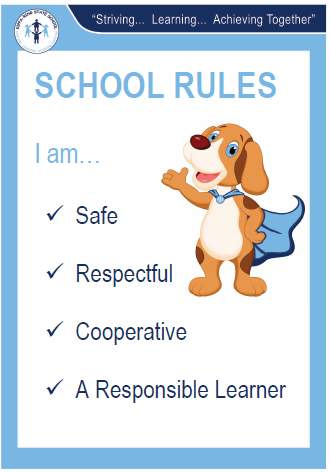 "Striving... Learning... Achieving Together"
SCHOOL RULES
I am...
✓ Safe
✓ Respectful
✓ Cooperative
✓ A Responsible Learner